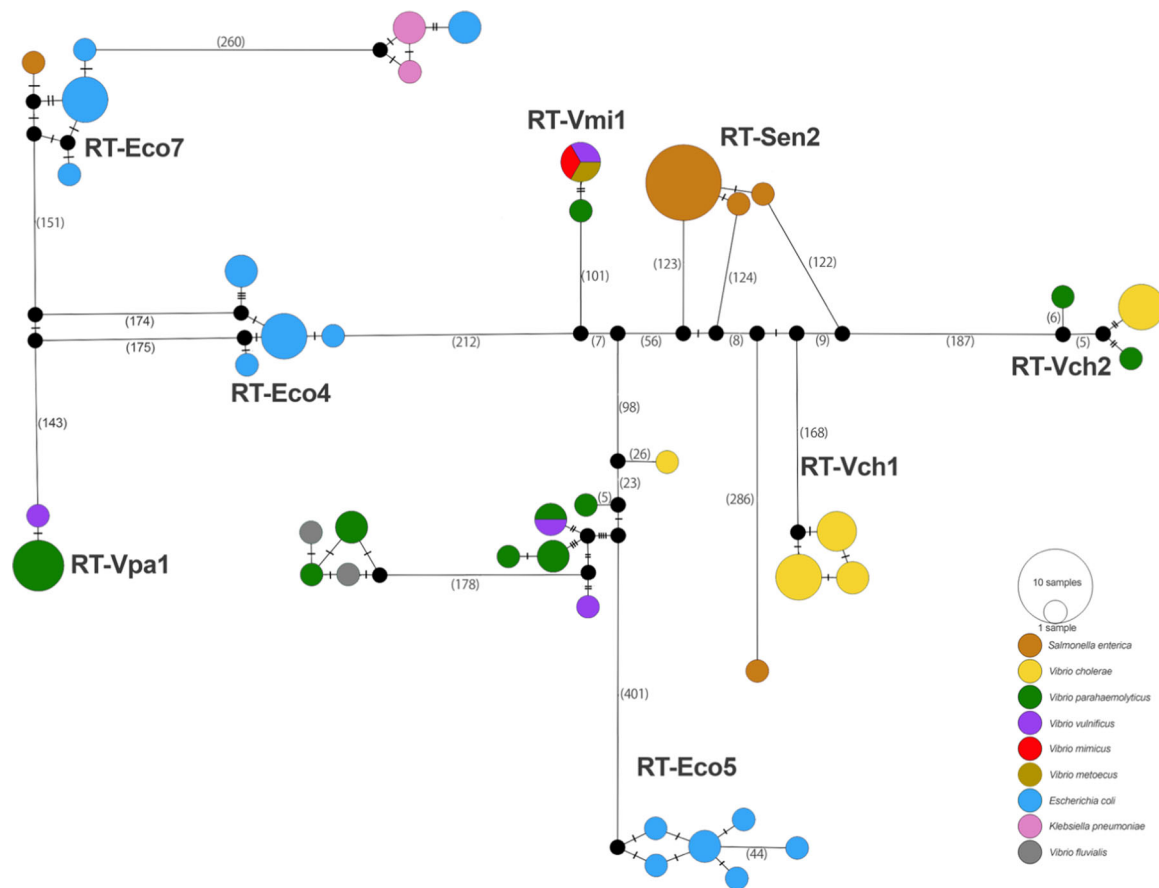 (260)
RT-Eco7
RT-Vmi1
RT-Sen2
(151)
(101)
(123)
(124)
(122)
(174)
(175)
(212)
(7)
(56)
(8)
(9)
(187)
(6)
(5)
RT-Vch2
RT-Eco4
(143)
(98)
(168)
(26)
RT-Vch1
(23)
(5)
(286)
RT-Vpa1
(178)
10 samples
1 sample
Salmonella enterica
Vibrio cholerae
(401)
Vibrio parahaemolyticus
Vibrio vulnificus
Vibrio mimicus
RT-Eco5
Vibrio metoecus
Escherichia coli
Klebsiella pneumoniae
(44)
Vibrio fluvialis